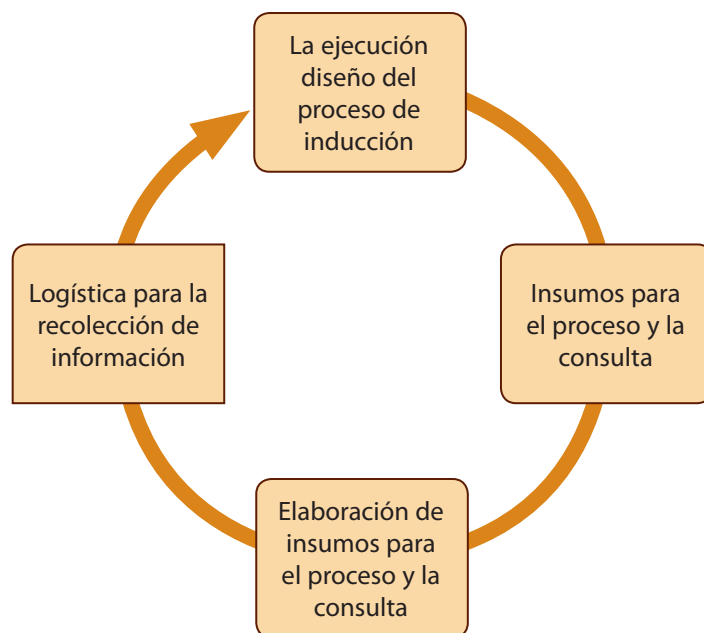 La ejecución
diseño del
proceso de
inducción
Insumos para
el proceso y la
consulta
Elaboración de
insumos para
el proceso y la
consulta
Logística para la
recolección de
información